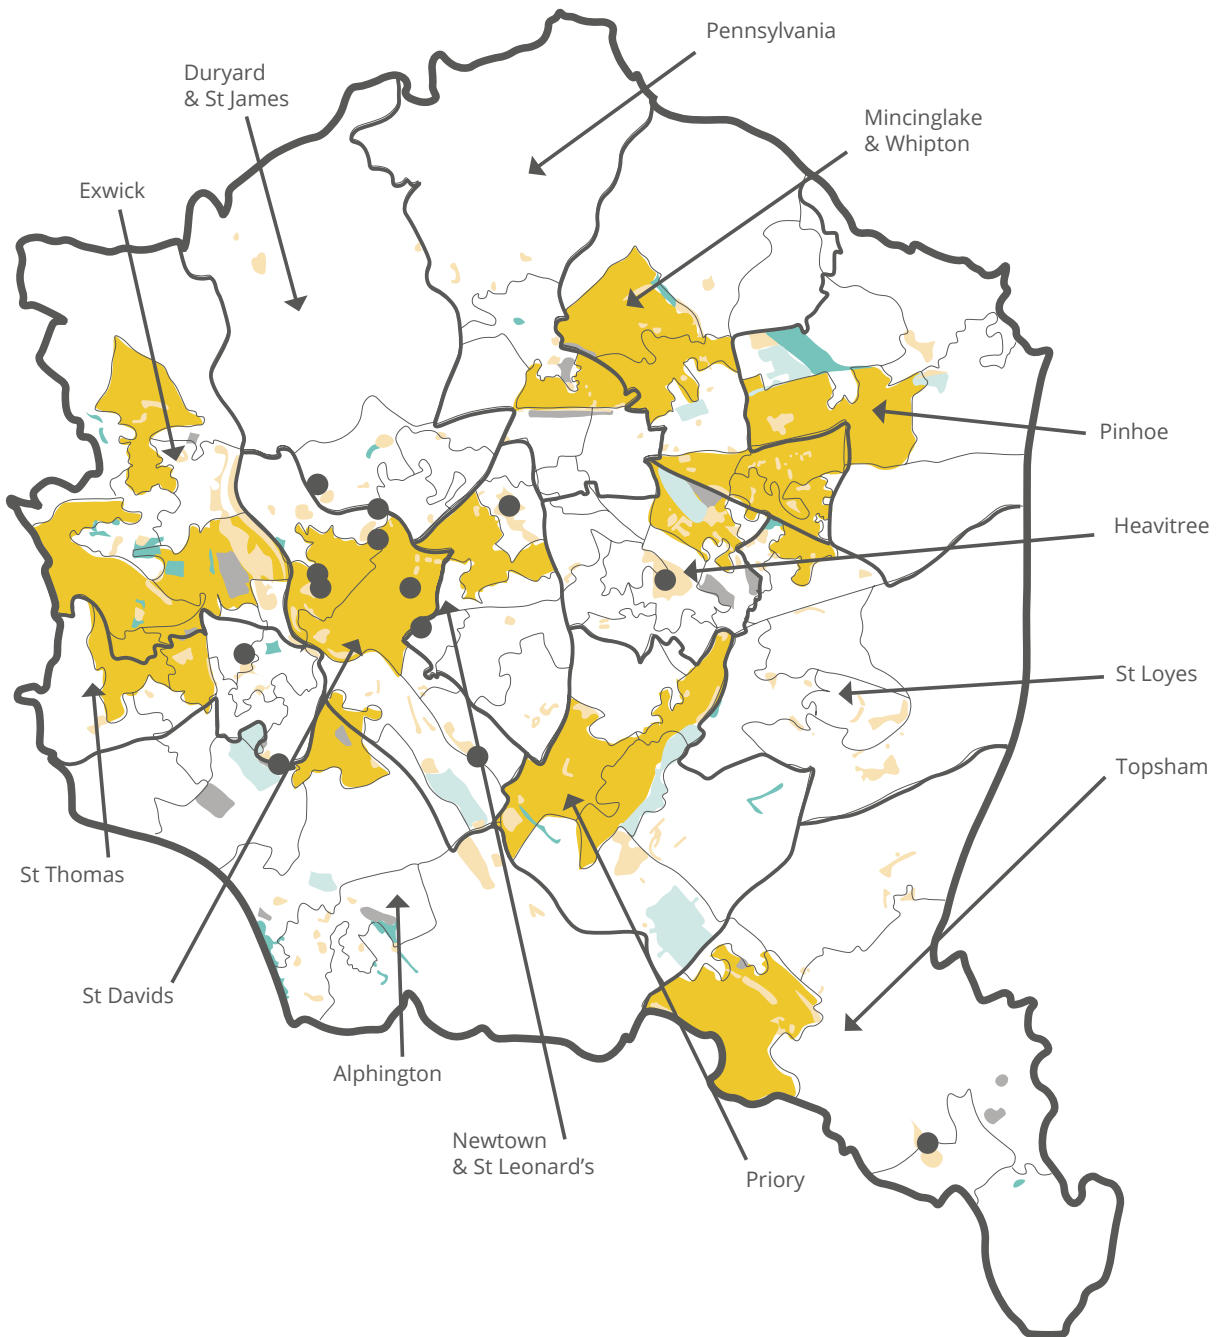 Pennsylvania
Duryard
& St James
Mincinglake
& Whipton
Exwick
Pinhoe
Heavitree
St Loyes
Topsham
St Thomas
St Davids
Alphington
Newtown
& St Leonard’s
Priory